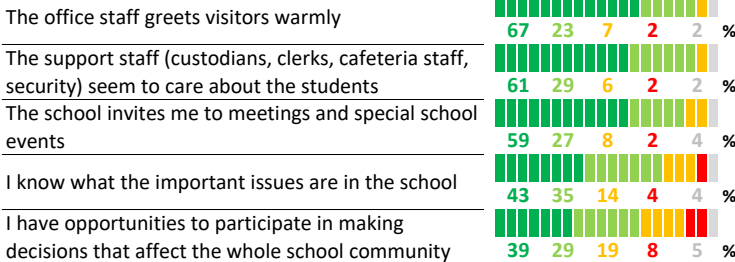 The office staff greets visitors warmly
67 23 7 2 2 %
The support staff (custodians, clerks, cafeteria staff,
security) seem to care about the students
61 29 6 2 2 %
The school invites me to meetings and special school
events
59 27 8 2 4 %
I know what the important issues are in the school
43 35 14 4 4 %
I have opportunities to participate in making
decisions that affect the whole school community
39 29 19 8 5 %